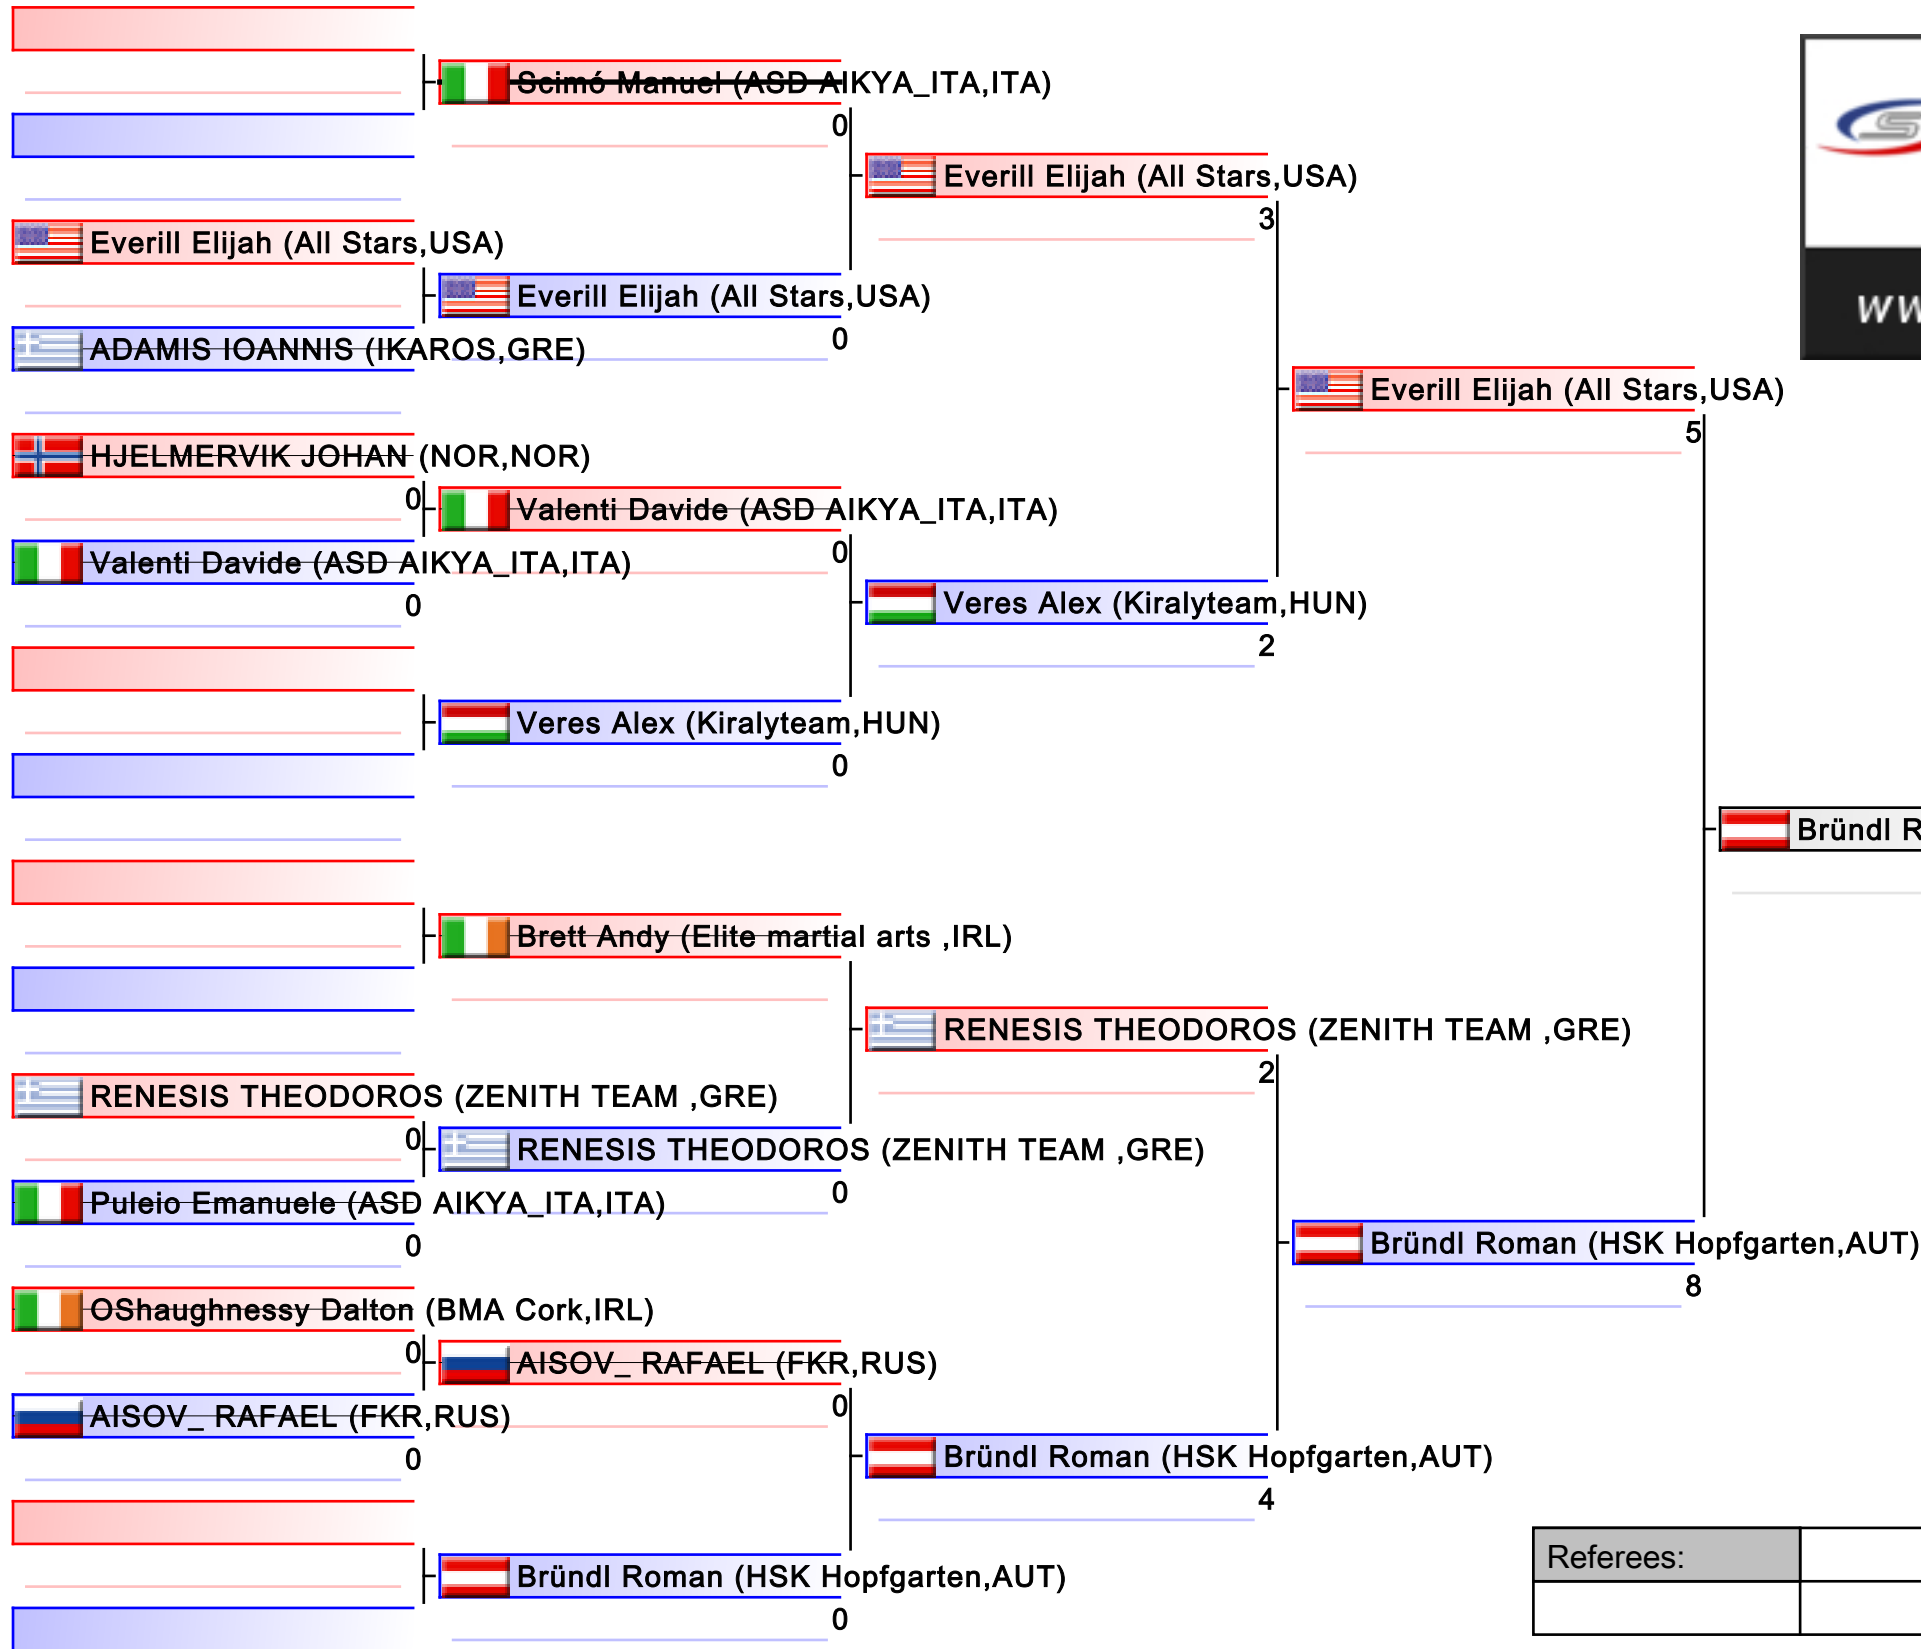 Scimó Manuel (ASD AIKYA_ITA,ITA)
0
Everill Elijah (All Stars,USA)
3
Everill Elijah (All Stars,USA)
Everill Elijah (All Stars,USA)
0
ADAMIS IOANNIS (IKAROS,GRE)
Everill Elijah (All Stars,USA)
5
HJELMERVIK JOHAN (NOR,NOR)
0
Valenti Davide (ASD AIKYA_ITA,ITA)
0
Valenti Davide (ASD AIKYA_ITA,ITA)
0
Veres Alex (Kiralyteam,HUN)
2
Veres Alex (Kiralyteam,HUN)
0
Bründl R
Brett Andy (Elite martial arts ,IRL)
RENESIS THEODOROS (ZENITH TEAM ,GRE)
2
RENESIS THEODOROS (ZENITH TEAM ,GRE)
0
RENESIS THEODOROS (ZENITH TEAM ,GRE)
0
Puleio Emanuele (ASD AIKYA_ITA,ITA)
0
Bründl Roman (HSK Hopfgarten,AUT)
8
OShaughnessy Dalton (BMA Cork,IRL)
0
AISOV_ RAFAEL (FKR,RUS)
0
AISOV_ RAFAEL (FKR,RUS)
0
Bründl Roman (HSK Hopfgarten,AUT)
4
Bründl Roman (HSK Hopfgarten,AUT)
0
Referees: